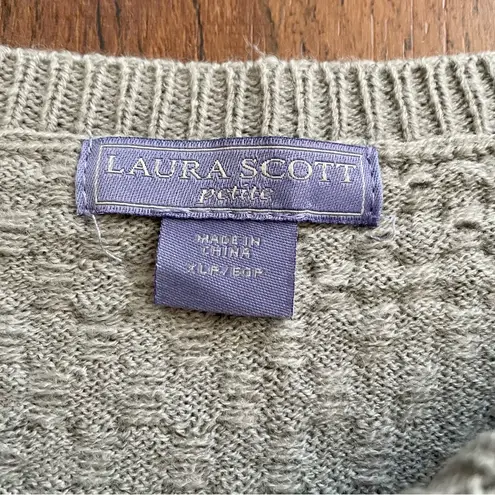 LAURA SCOTT
petite
MADE IN
CHINA
XLP/EGP